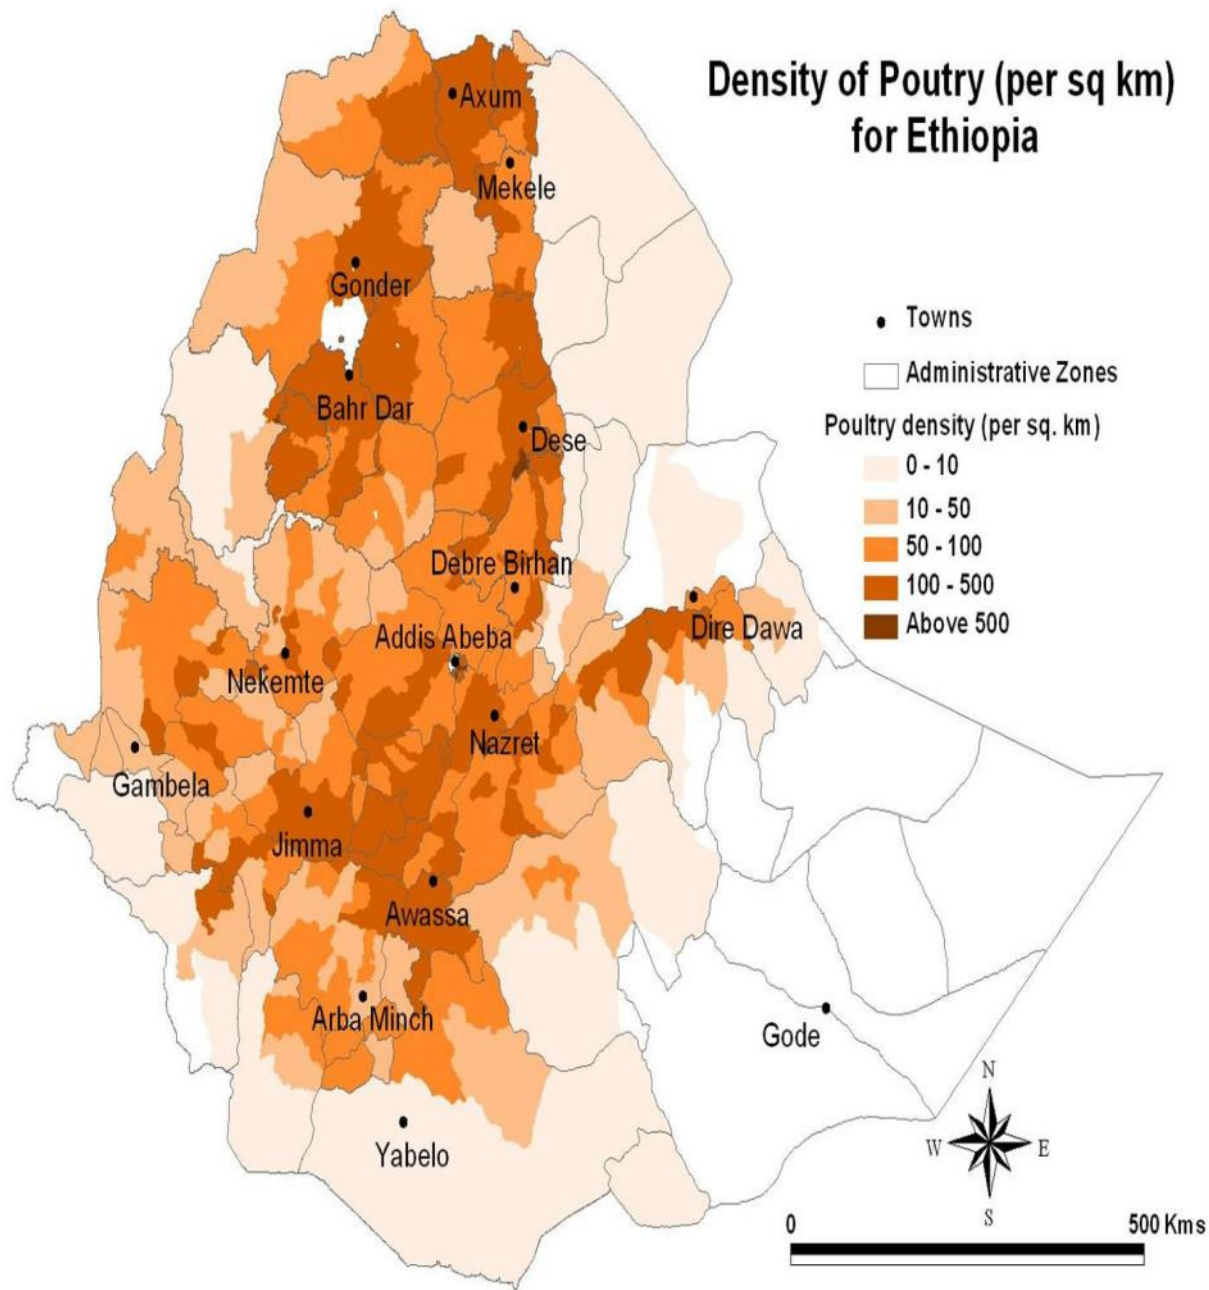 Density of Poutry (per sq km)
for Ethiopia
Axum
Mekele
Gonder
Bahr Dar
Dese
Debre Birhan
Addis Abeba
Dire Dawa
Nekemte
Nazret
Gambela
Jimma
Awassa
Arba Minch
Gode
Yabelo
Towns
Administrative Zones
Poultry density (per sq. km)
0 - 10
10 - 50
50 - 100
100 - 500
Above 500
N
W E
S
0 500 Kms